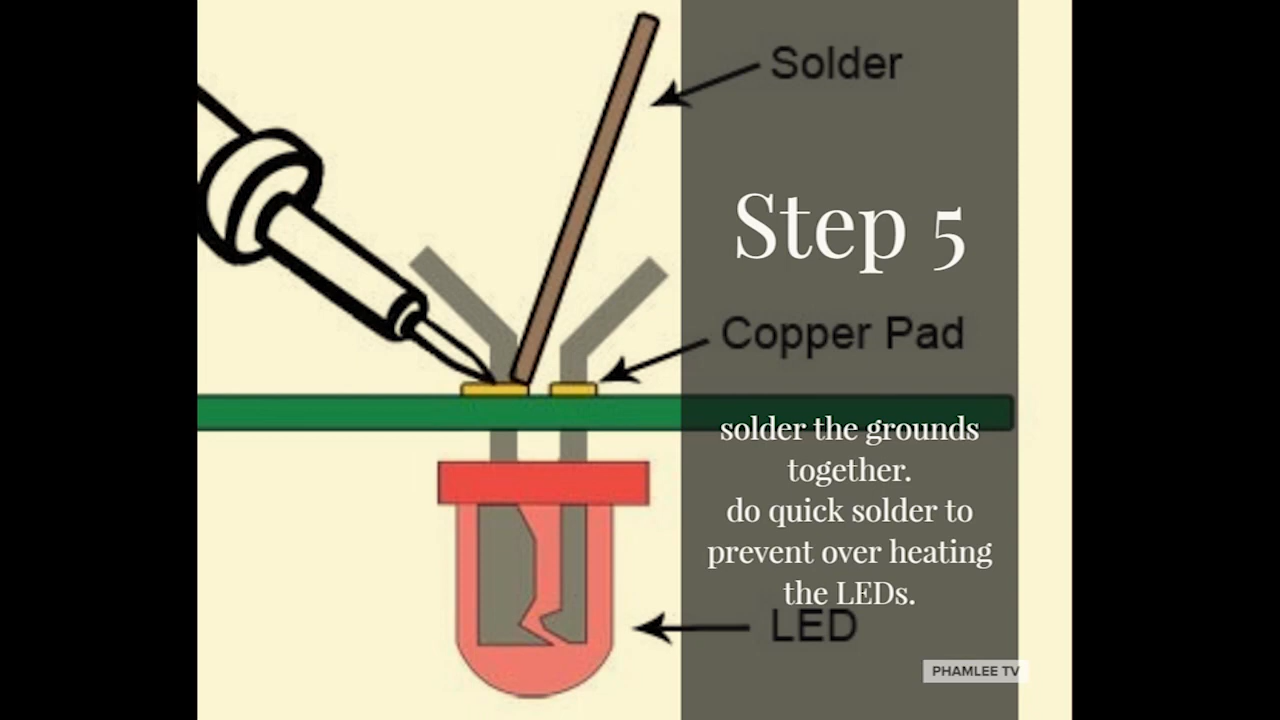 Solder
Step 5
Copper Pad
solder the grounds
together.
do quick solder to
prevent over heating
the LEDs.
LED
PHAMLEE TV